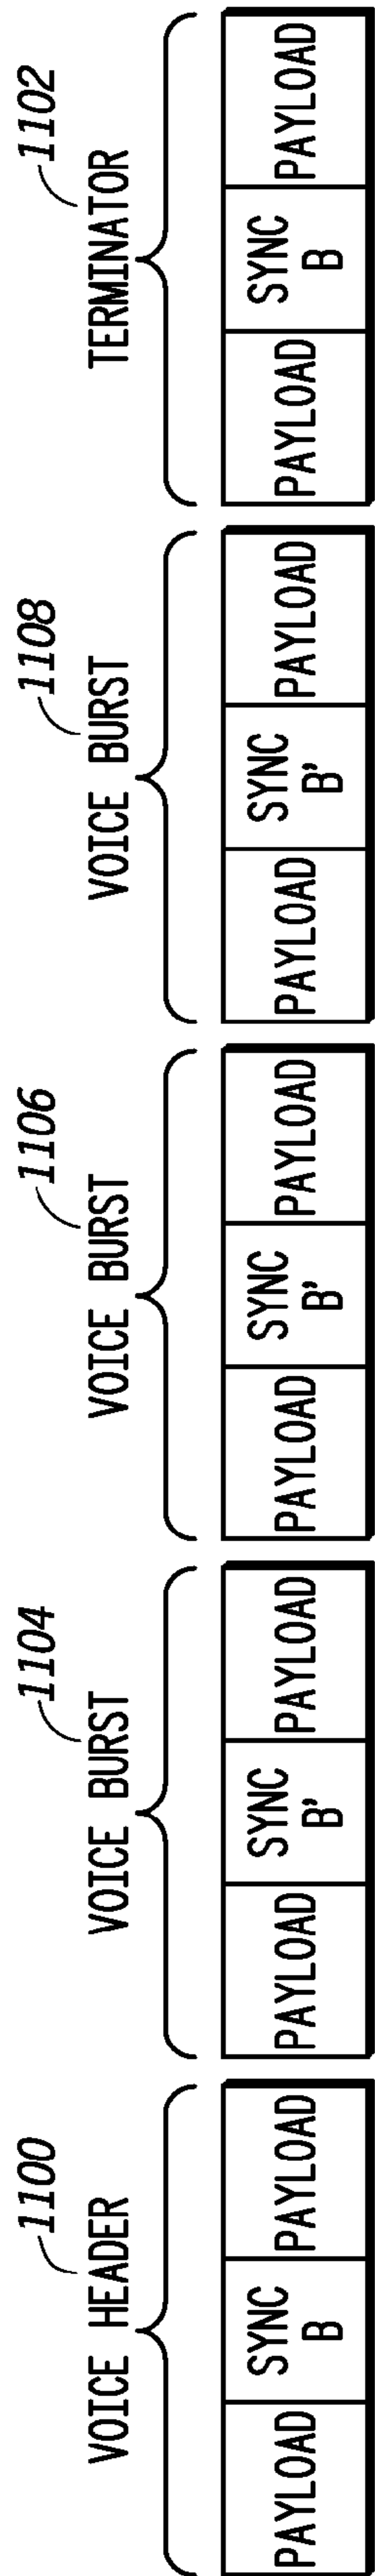 1100
VOICE HEADER
PAYLOAD
SYNC
B
PAYLOAD
1104
VOICE BURST
PAYLOAD
SYNC
B'
PAYLOAD
1106
VOICE BURST
PAYLOAD
SYNC
B'
PAYLOAD
1108
VOICE BURST
PAYLOAD
SYNC
B'
PAYLOAD
1102
TERMINATOR
PAYLOAD
SYNC
B
PAYLOAD